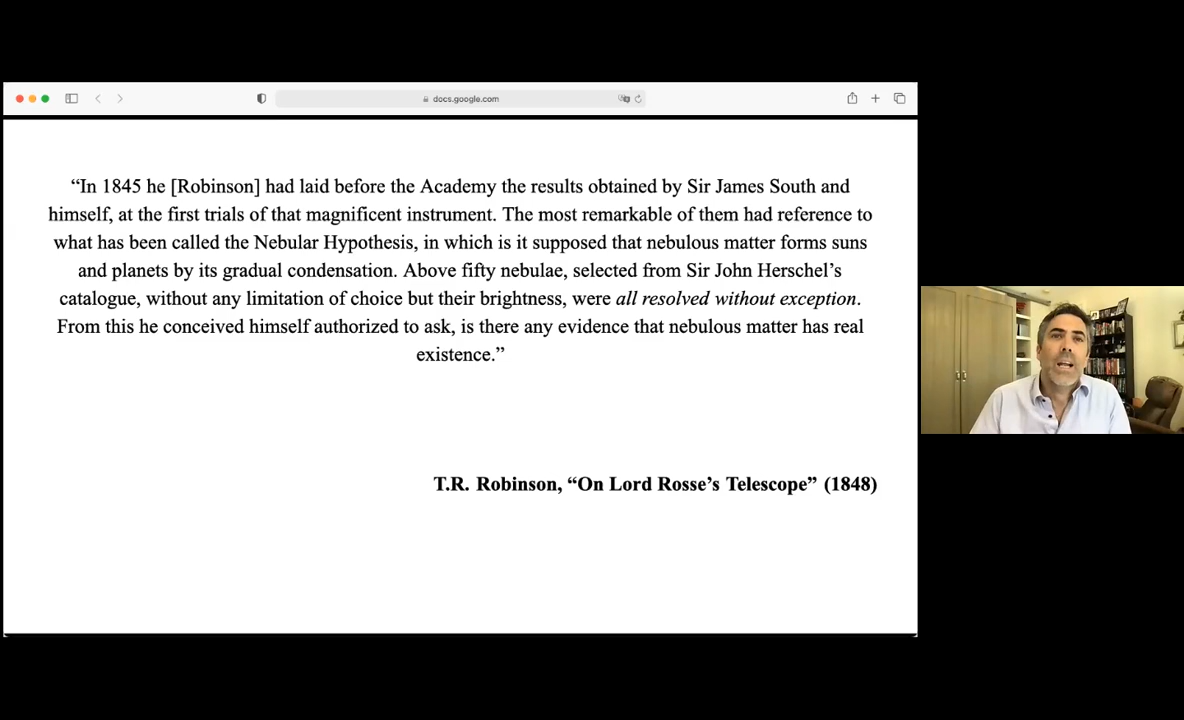 docs.google.com
“In 1845 he [Robinson] had laid before the Academy the results obtained by Sir James South and
himself, at the first trials of that magnificent instrument. The most remarkable of them had reference to
what has been called the Nebular Hypothesis, in which is it supposed that nebulous matter forms suns
and planets by its gradual condensation. Above fifty nebulae, selected from Sir John Herschel’s
catalogue, without any limitation of choice but their brightness, were all resolved without exception.
From this he conceived himself authorized to ask, is there any evidence that nebulous matter has real
existence.”
T.R. Robinson, “On Lord Rosse’s Telescope” (1848)